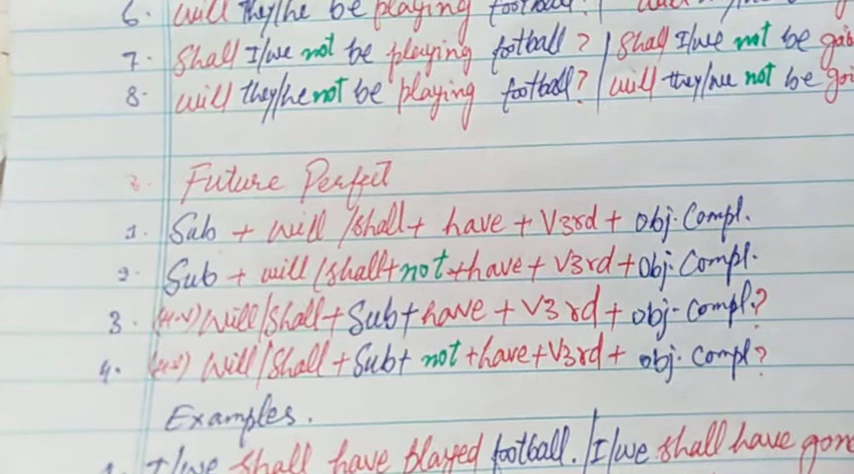 6. Will they/he be playing football?
7. Shall I/we not be playing football? | Shall I/we not be
8. Will they/he not be playing football? | Will they/he not be
3. Future Perfect
1. Sub + will /shall + have + V3rd + obj. Compl.
2. Sub + will /shall + not + have + V3rd + Obj. Compl.
3. Will/Shall + Sub + have + V3rd + obj- Compl?
4. Will/Shall + Sub + not + have + V3rd + obj. Compl?
Examples.
I/we shall have played football. / I/we shall have